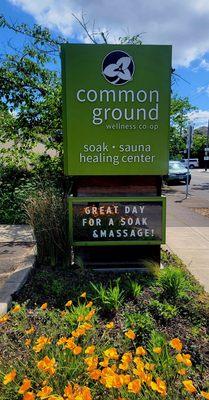 common
ground
wellness co-op
soak • sauna
healing center
GREAT DAY
FOR A SOAK
&MASSAGE!